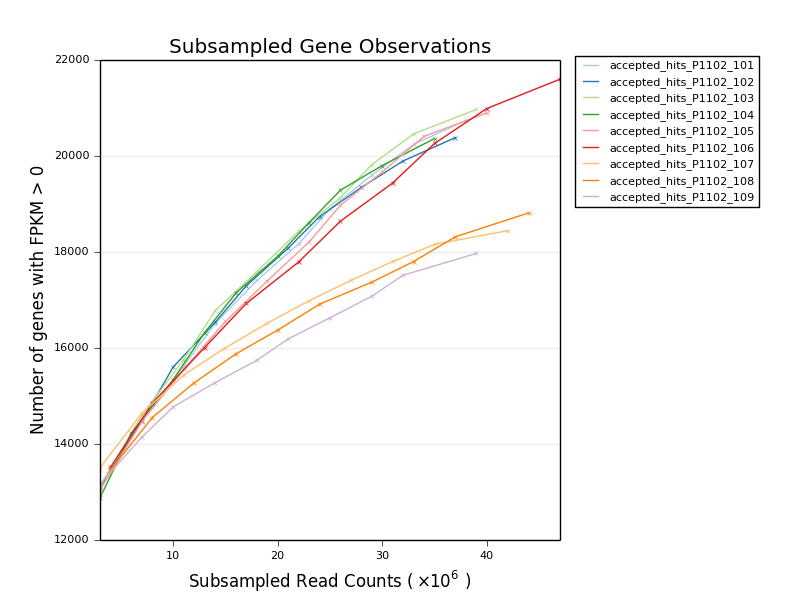 Subsampled Gene Observations
22000
20000
18000
16000
14000
12000
Number of genes with FPKM > 0
10
20
30
40
Subsampled Read Counts ( ×10⁶ )
accepted_hits_P1102_101
accepted_hits_P1102_102
accepted_hits_P1102_103
accepted_hits_P1102_104
accepted_hits_P1102_105
accepted_hits_P1102_106
accepted_hits_P1102_107
accepted_hits_P1102_108
accepted_hits_P1102_109